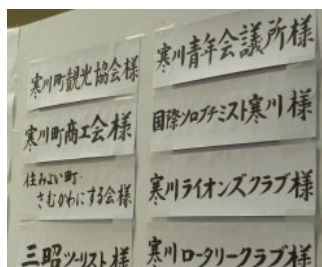 寒川町観光協会様
寒川町商工会様
住みよい町・
さむかわにする会様
三昭ツーリスト様
寒川青年会議所様
国際ソロプチミスト寒川様
寒川ライオンズクラブ様
寒川ロータリークラブ様